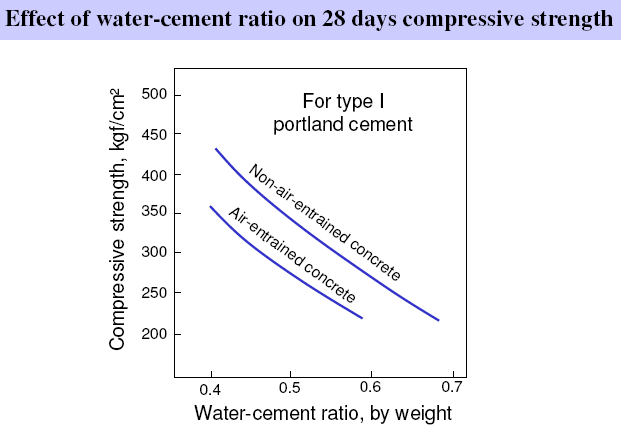 Effect of water-cement ratio on 28 days compressive strength
For type I
portland cement
Compressive strength, kgf/cm²
500
450
400
350
300
250
200
Non-air-entrained concrete
Air-entrained concrete
0.4
0.5
0.6
0.7
Water-cement ratio, by weight